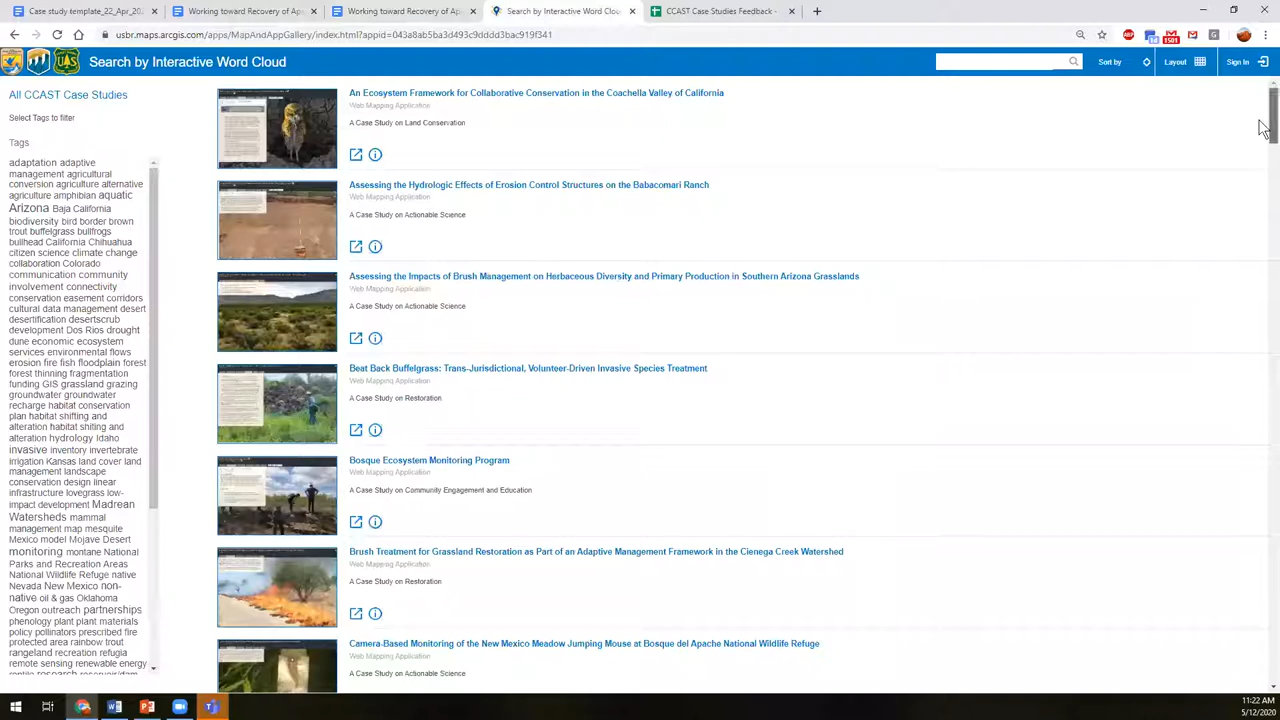 Case study template_22 Apr_20
Working toward Recovery of Ap
Working toward Recovery of Ap
Search by Interactive Word Cloud
CCAST Case Studies Feedback -
usbr.maps.arcgis.com/apps/MapAndAppGallery/index.html?appid=043a8ab5ba3d493c9dddd3bac919f341
Search by Interactive Word Cloud
Sort by
Layout
Sign In
All CCAST Case Studies
Select Tags to filter
Tags
adaptation adaptive
management agricultural
conversion agriculture alternative
agriculture amphibian aquatic
Arizona Baja California
Biodiversity bird border brown
trout buffelgrass bullfrogs
bullhead California Chihuahua
citizen science climate change
collaboration Colorado
communication community
involvement connectivity
conservation easement corridors
cultural data management desert
desertification desertscrub
development Dos Rios drought
dune economic ecosystem
services environmental flows
erosion fire fish floodplain forest
forest thinning fragmentation
funding GIS grassland grazing
groundwater groundwater
recharge habitat conservation
plan habitat shifting and
alteration habitat shiting and
alteration hydrology Idaho
invasive inventory invertebrate
irrigation Kansas land cover land
management landscape
conservation design linear
infrastructure lovegrass low-
impact development Madrean
Watersheds mammal
management map mesquite
Mexico model Mojave Desert
monitoring montane National
Parks and Recreation Areas
National Wildlife Refuge native
Nevada New Mexico non-
native oil & gas Oklahoma
Oregon outreach partnerships
phenology plant plant materials
policy pollinators prescribed fire
protected area rainbow trout
rangeland recreation refugia
remote sensing renewable energy
reptile research reservoir/dam
An Ecosystem Framework for Collaborative Conservation in the Coachella Valley of California
Web Mapping Application
A Case Study on Land Conservation
Assessing the Hydrologic Effects of Erosion Control Structures on the Babacomari Ranch
Web Mapping Application
A Case Study on Actionable Science
Assessing the Impacts of Brush Management on Herbaceous Diversity and Primary Production in Southern Arizona Grasslands
Web Mapping Application
A Case Study on Actionable Science
Beat Back Buffelgrass: Trans-Jurisdictional, Volunteer-Driven Invasive Species Treatment
Web Mapping Application
A Case Study on Restoration
Bosque Ecosystem Monitoring Program
Web Mapping Application
A Case Study on Community Engagement and Education
Brush Treatment for Grassland Restoration as Part of an Adaptive Management Framework in the Cienega Creek Watershed
Web Mapping Application
A Case Study on Restoration
Camera-Based Monitoring of the New Mexico Meadow Jumping Mouse at Bosque del Apache National Wildlife Refuge
Web Mapping Application
A Case Study on Actionable Science
11:22 AM
5/12/2020